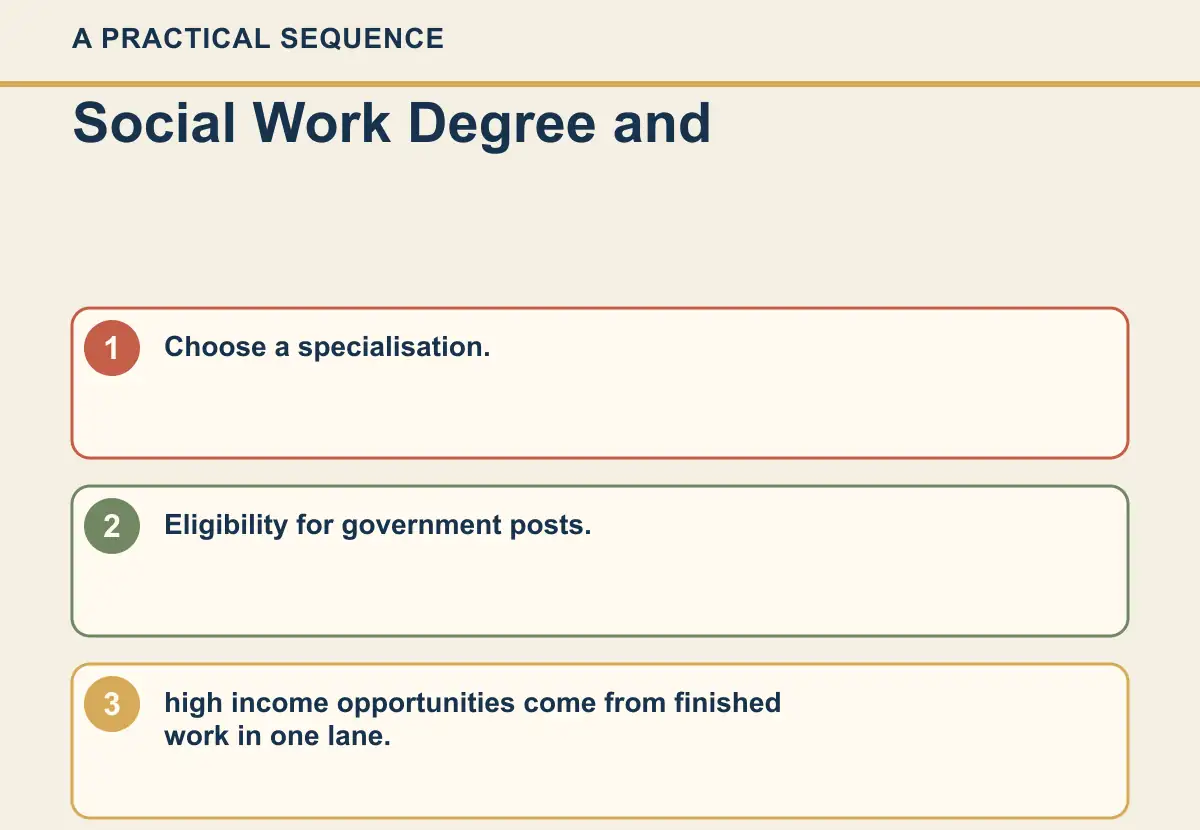 A PRACTICAL SEQUENCE
Social Work Degree and
1
Choose a specialisation.
2
Eligibility for government posts.
3
high income opportunities come from finished
work in one lane.